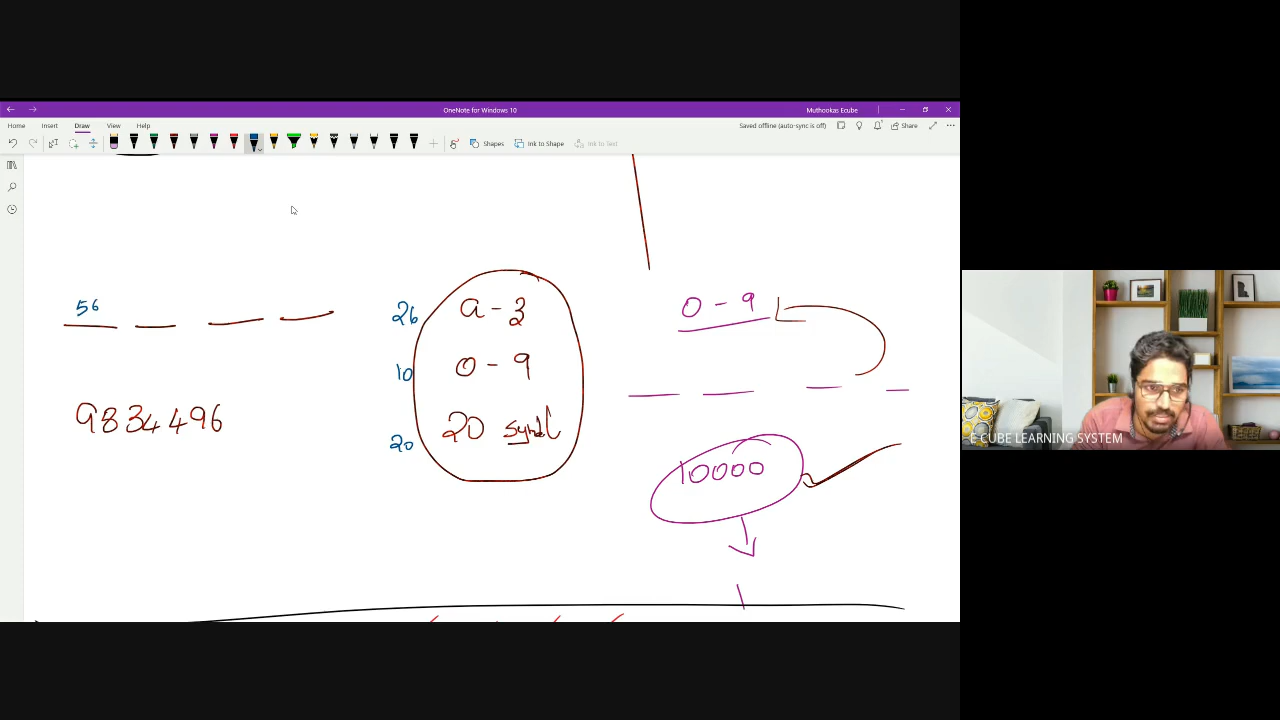 OneNote for Windows 10
Muthookas Ecube
Home Insert Draw View Help
Saved offline (auto-sync is off)
Share
Shapes
Ink to Shape
Ink to Text
56
9834496
26 a - z
10 0 - 9
20 20 symbl
0 - 9
10000
1
E CUBE LEARNING SYSTEM